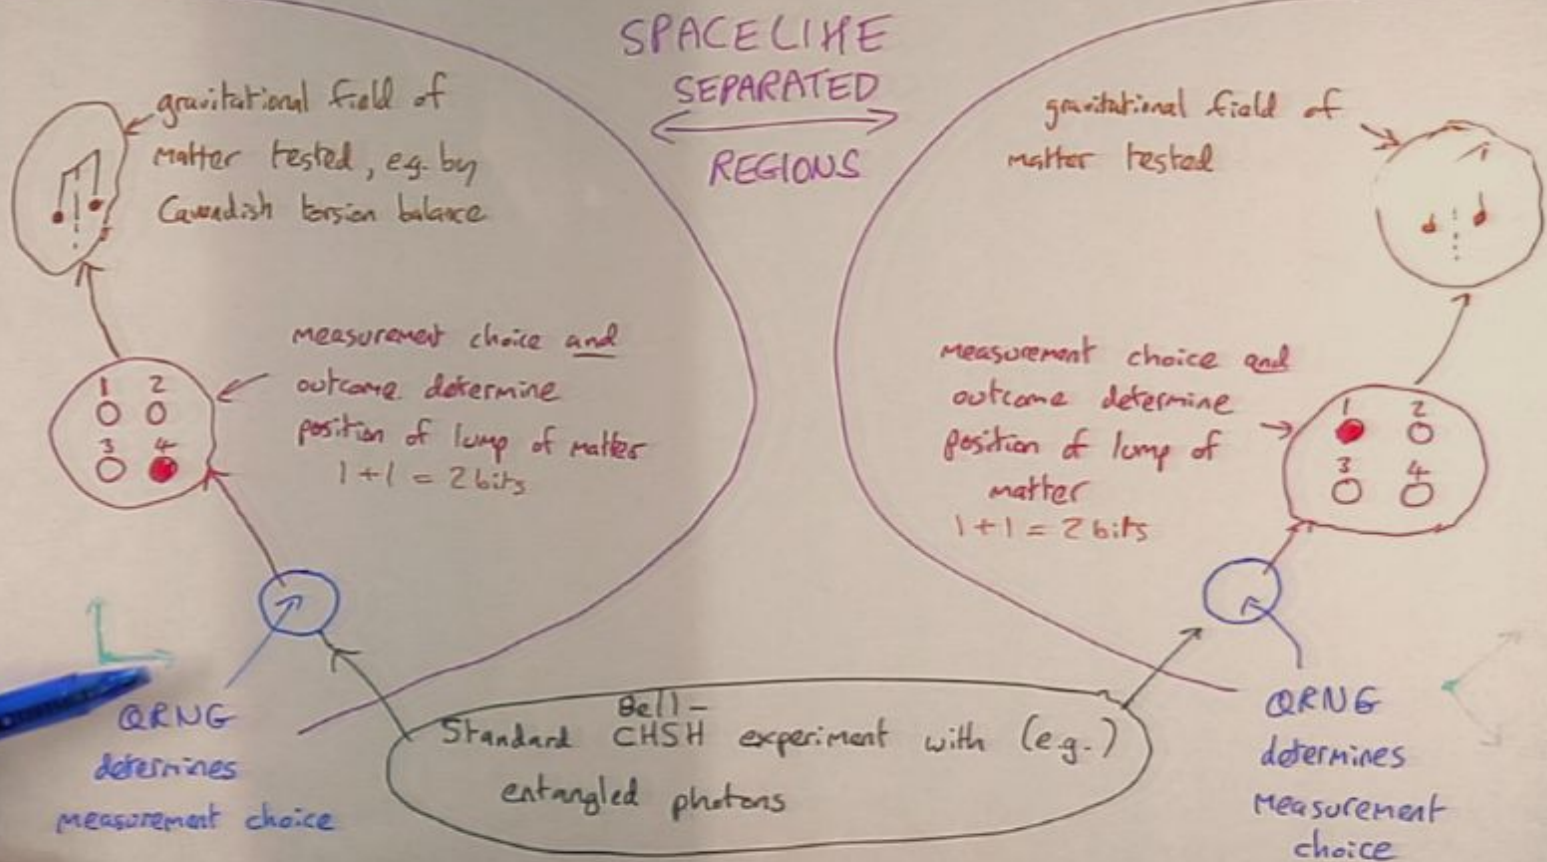 SPACELIKE
SEPARATED
REGIONS
gravitational field of
matter tested, e.g. by
Cavendish torsion balance
measurement choice and
outcome determine
position of lump of matter
1 + 1 = 2 bits
1 2
3 4
QRNG
determines
measurement choice
Bell-
Standard CHSH experiment with (e.g.)
entangled photons
gravitational field of
matter tested
measurement choice and
outcome determine
position of lump of
matter
1 + 1 = 2 bits
1 2
3 4
QRNG
determines
measurement
choice